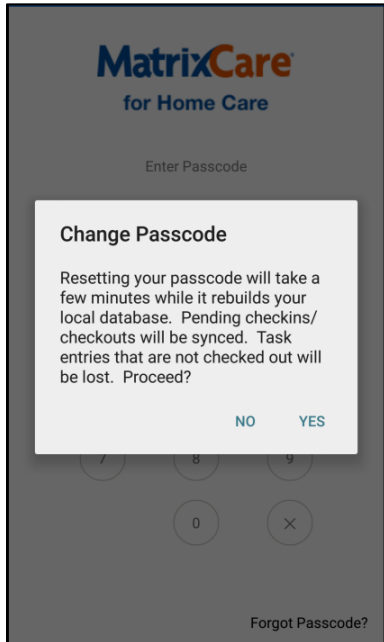 MatrixCare
for Home Care
Enter Passcode
Change Passcode
Resetting your passcode will take a
few minutes while it rebuilds your
local database.  Pending checkins/
checkouts will be synced.  Task
entries that are not checked out will
be lost.  Proceed?
NO YES
7 8 9
0 ×
Forgot Passcode?